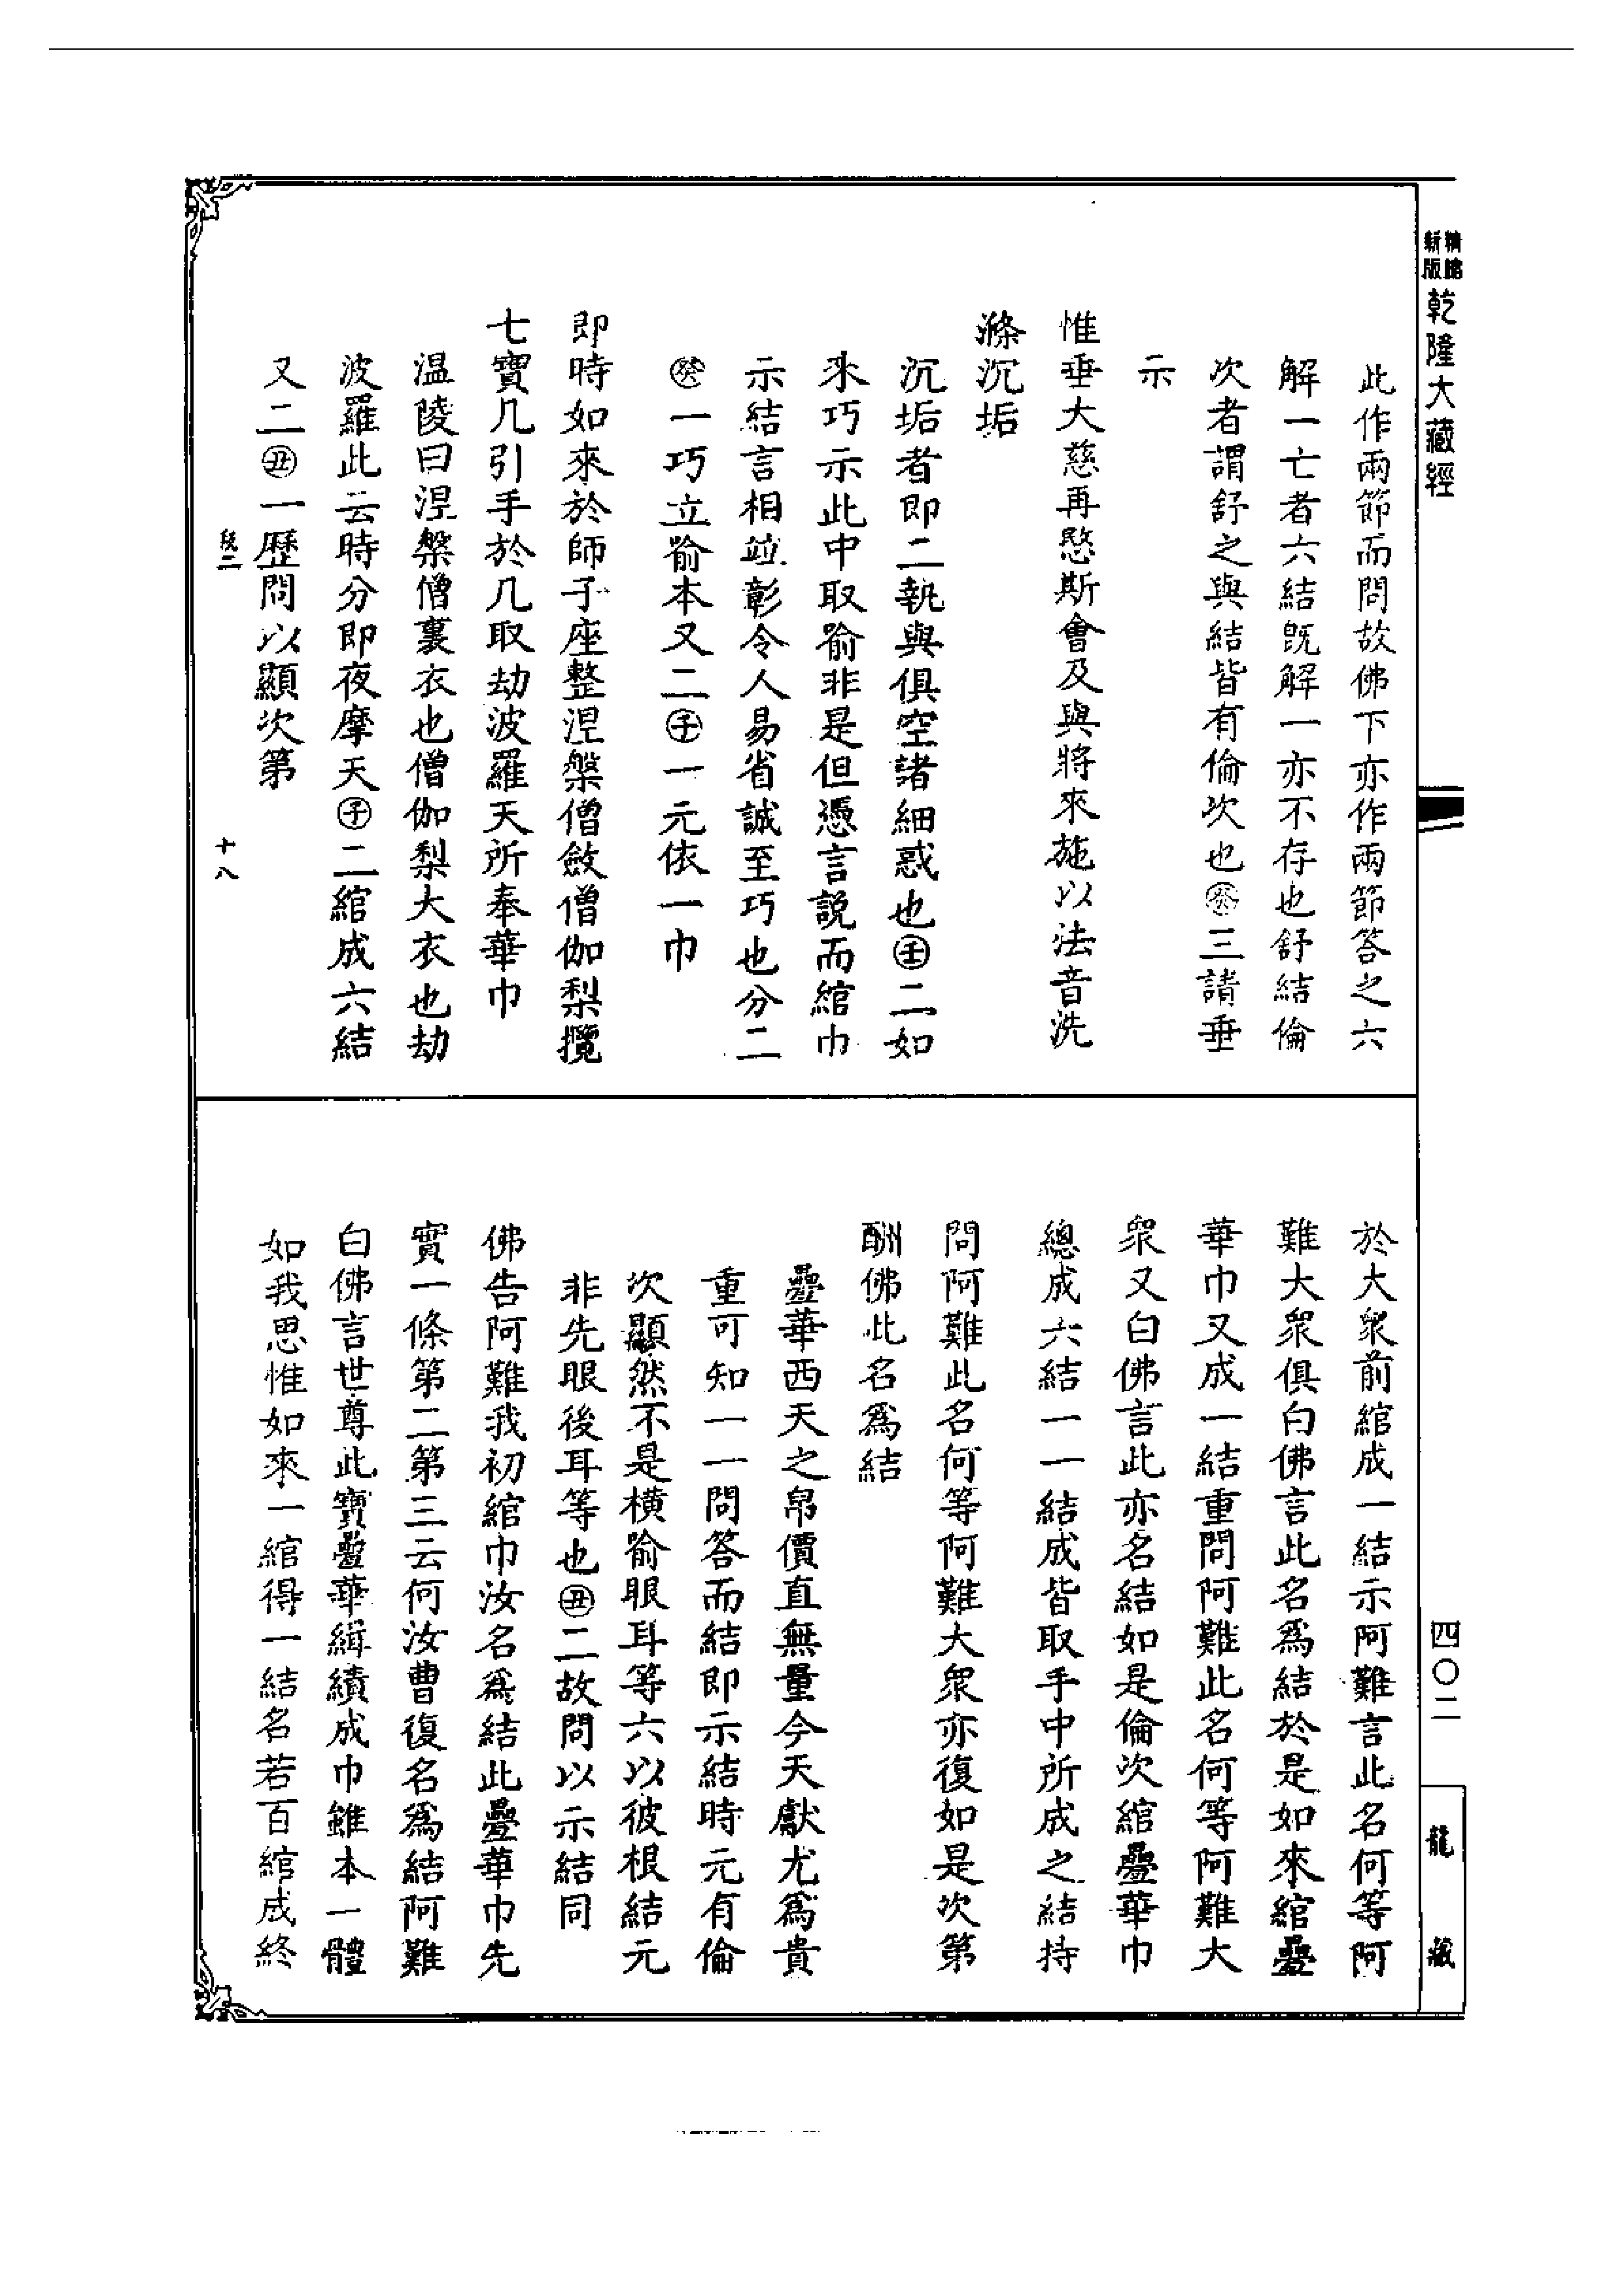 精縮
新版
乾隆大藏經
四〇二
龍藏
此作兩節而問故佛下亦作兩節答之六
解一亡者六結既解一亦不存也舒結倫
次者謂舒之與結皆有倫次也㊉三請垂
示
惟垂大慈再愍斯會及與將來施以法音洗
滌沉垢
沉垢者即二執與俱空諸細惑也壬二如
來巧示此中取喻非是但憑言說而綰巾
示結言相竝彰令人易省誠至巧也分二
癸一巧立喻本又二子一元依一巾
即時如來於師子座整涅槃僧斂僧伽梨攬
七寶几引手於几取劫波羅天所奉華巾
温陵曰涅槃僧裏衣也僧伽梨大衣也劫
波羅此云時分即夜摩天子二綰成六結
又二丑一歷問以顯次第
十八
於大衆前綰成一結示阿難言此名何等阿
難大衆俱白佛言此名爲結於是如來綰疊
華巾又成一結重問阿難此名何等阿難大
衆又白佛言此亦名結如是倫次綰疊華巾
總成六結一一結成皆取手中所成之結持
問阿難此名何等阿難大衆亦復如是次第
酬佛此名爲結
疊華西天之帛價直無量今天獻尤爲貴
重可知一一問答而結即示結時元有倫
次顯然不是橫喻眼耳等六以彼根結元
非先眼後耳等也丑二故問以示結同
佛告阿難我初綰巾汝名爲結此疊華巾先
實一條第二第三云何汝曹復名爲結阿難
白佛言世尊此寶疊華緝績成巾雖本一體
如我思惟如來一綰得一結名若百綰成終